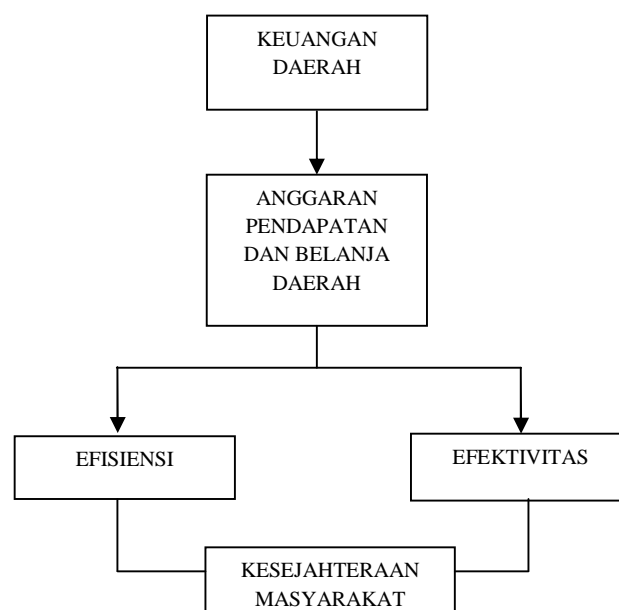 KEUANGAN
DAERAH
ANGGARAN
PENDAPATAN
DAN BELANJA
DAERAH
EFISIENSI
EFEKTIVITAS
KESEJAHTERAAN
MASYARAKAT